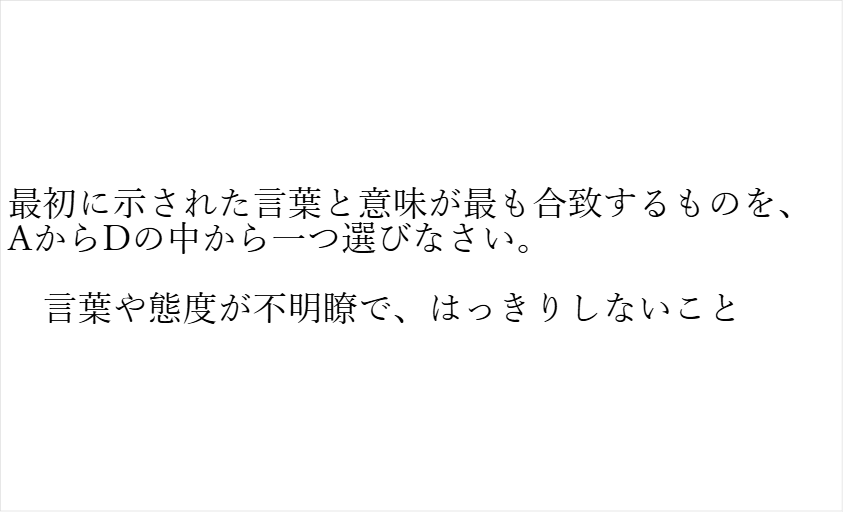 最初に示された言葉と意味が最も合致するものを、
AからDの中から一つ選びなさい。
言葉や態度が不明瞭で、はっきりしないこと